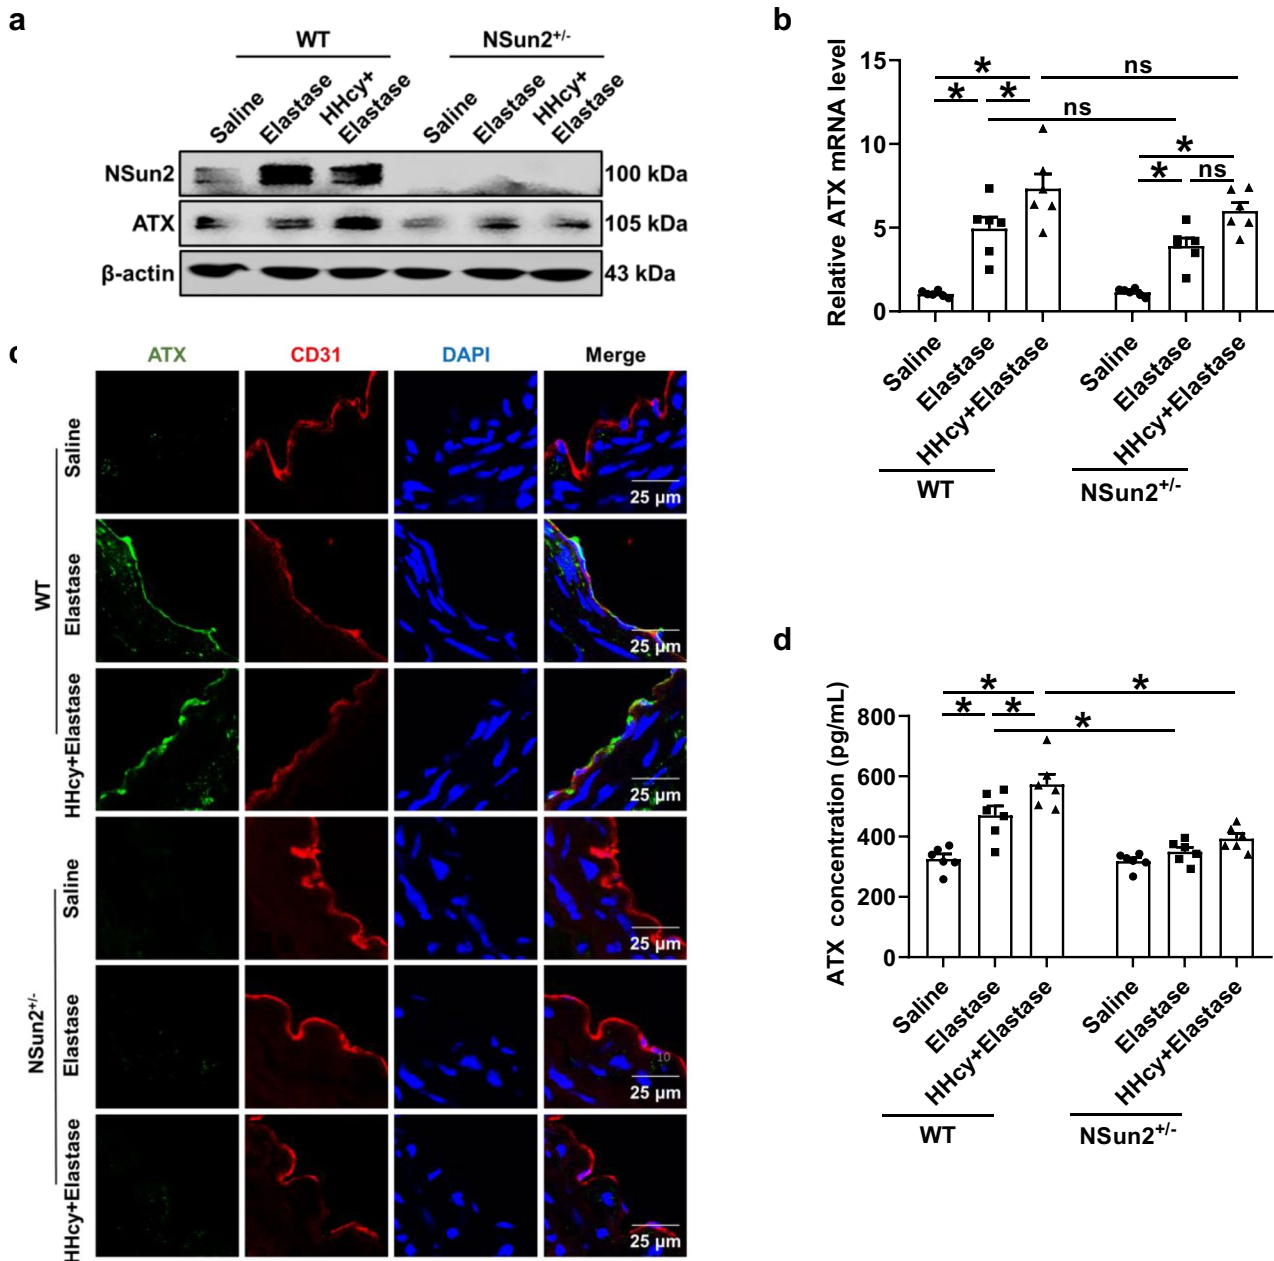 a
WT
NSun2+/-
Saline
Elastase
HHcy+
Elastase
Saline
Elastase
HHcy+
Elastase
NSun2
100 kDa
ATX
105 kDa
β-actin
43 kDa
b
Relative ATX mRNA level
15
10
5
0
*
*
*
ns
ns
*
*
ns
Saline
Elastase
HHcy+Elastase
Saline
Elastase
HHcy+Elastase
WT
NSun2+/-
c
ATX
CD31
DAPI
Merge
WT
Saline
25 µm
Elastase
25 µm
HHcy+Elastase
25 µm
NSun2+/-
Saline
25 µm
Elastase
10
25 µm
HHcy+Elastase
25 µm
d
ATX concentration (pg/mL)
800
600
400
200
0
*
*
*
*
*
Saline
Elastase
HHcy+Elastase
Saline
Elastase
HHcy+Elastase
WT
NSun2+/-